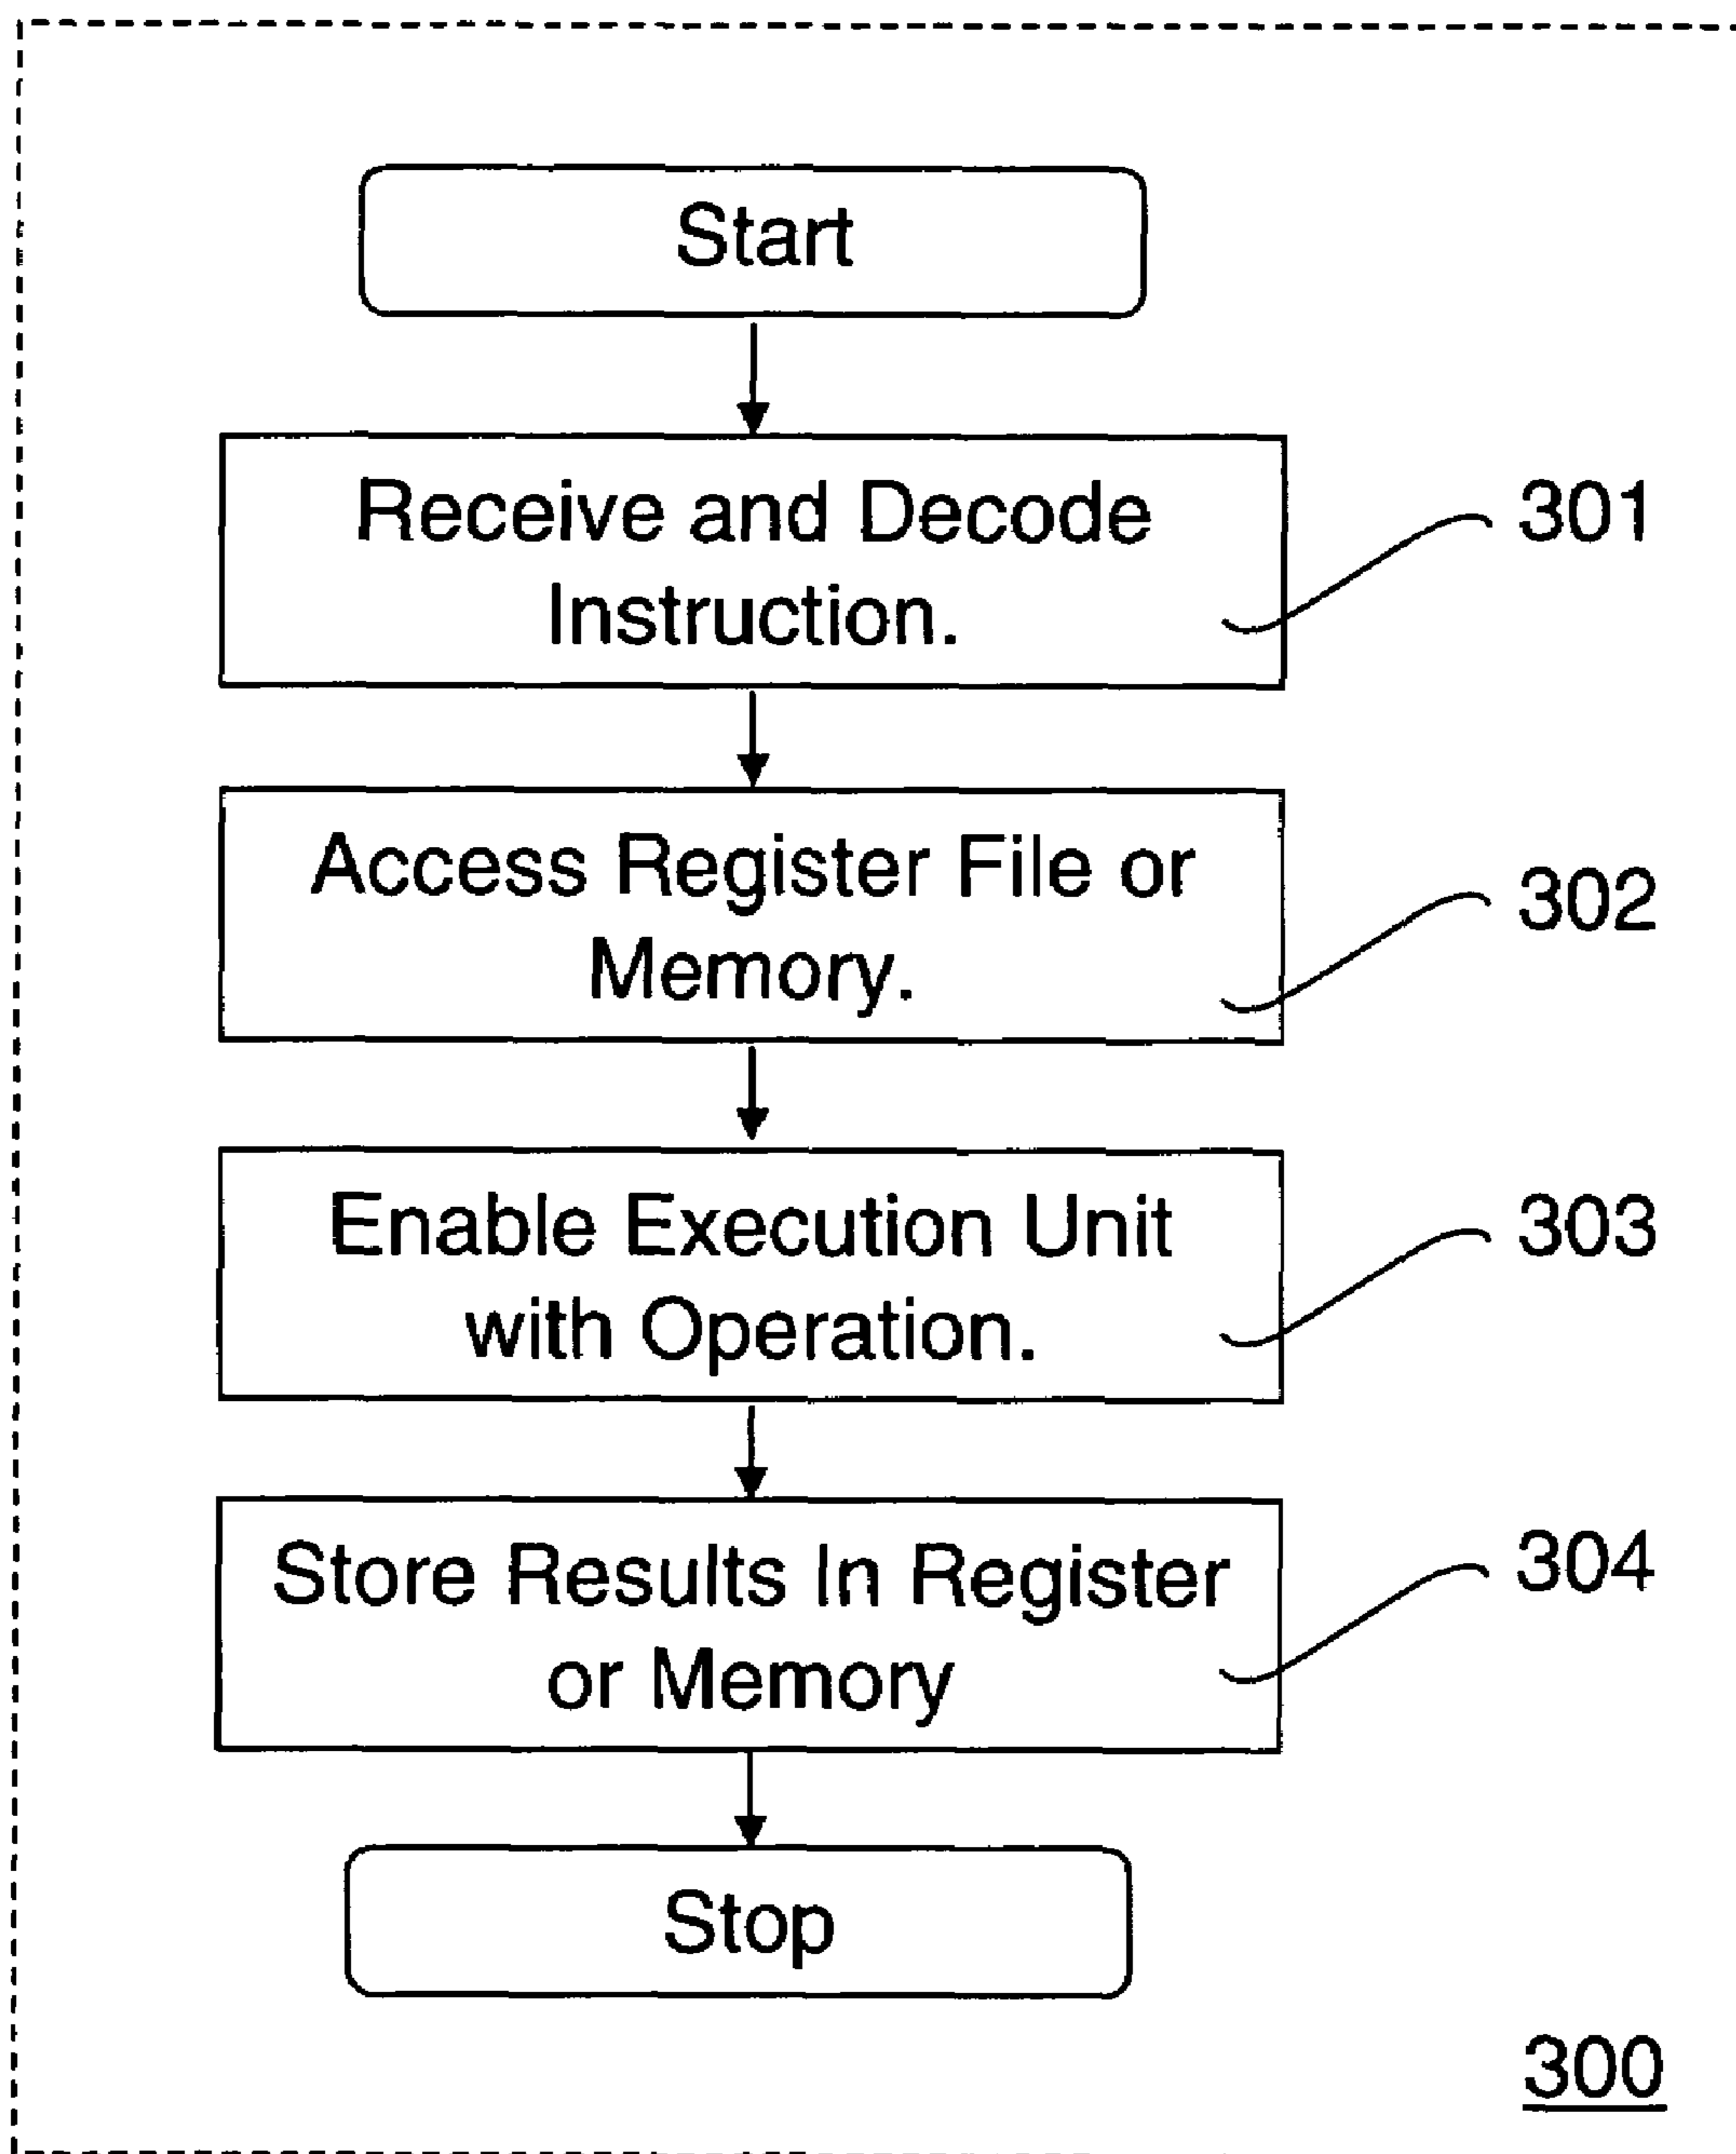 Start
Receive and Decode
Instruction.
301
Access Register File or
Memory.
302
Enable Execution Unit
with Operation.
303
Store Results In Register
or Memory
304
Stop
300